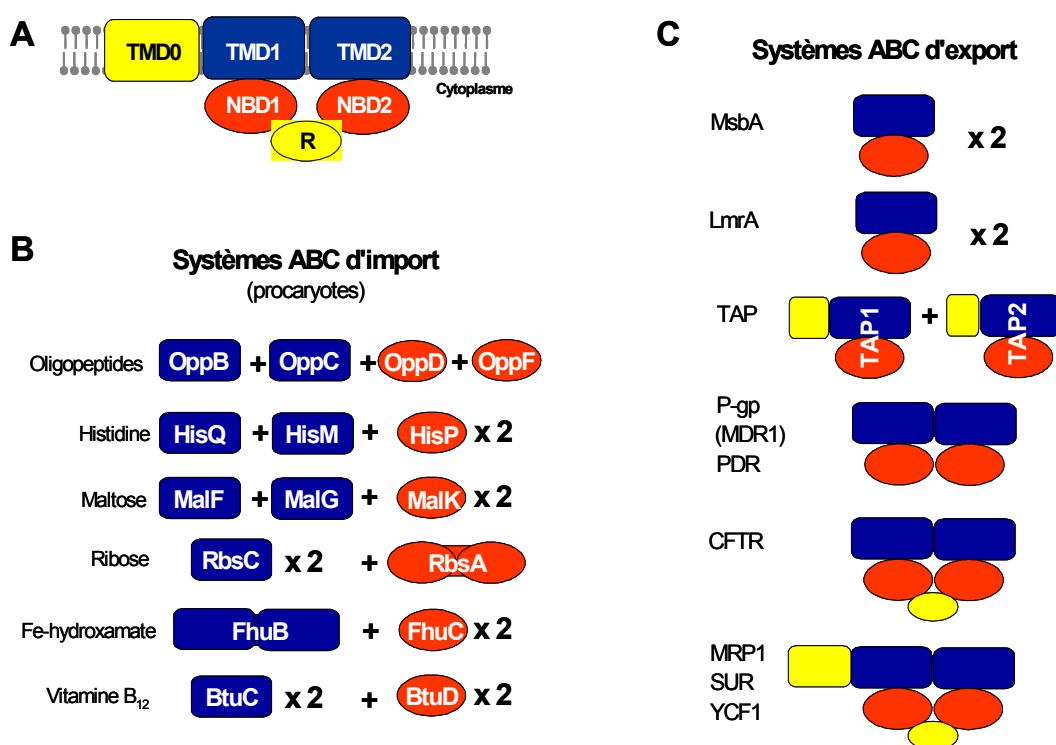 A
TMD0 TMD1 TMD2
Cytoplasme
NBD1 NBD2
R
B
Systèmes ABC d'import
(procaryotes)
Oligopeptides OppB + OppC + OppD + OppF
Histidine HisQ + HisM + HisP x 2
Maltose MalF + MalG + MalK x 2
Ribose RbsC x 2 + RbsA
Fe-hydroxamate FhuB + FhuC x 2
Vitamine B₁₂ BtuC x 2 + BtuD x 2
C
Systèmes ABC d'export
MsbA x 2
LmrA x 2
TAP TAP1 + TAP2
P-gp
(MDR1)
PDR
CFTR
MRP1
SUR
YCF1